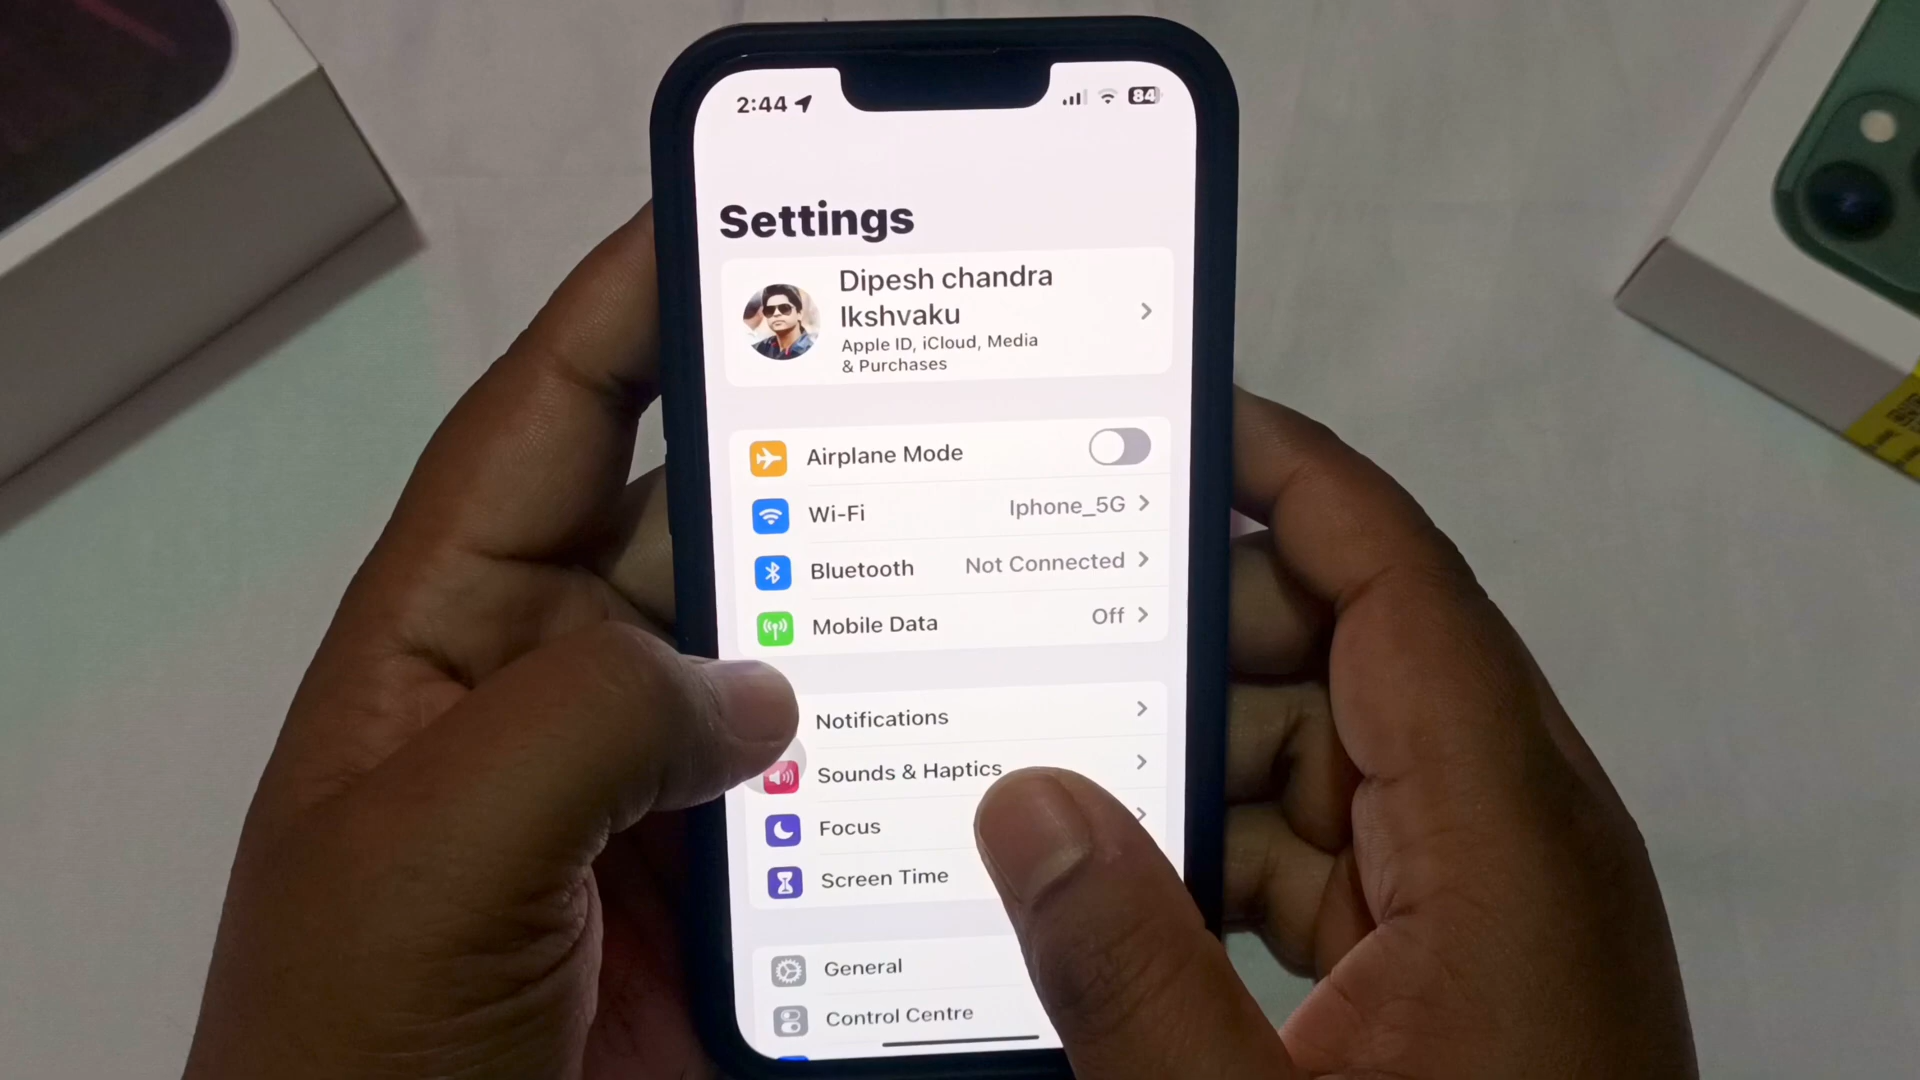 2:44
84
Settings
Dipesh chandra
Ikshvaku
Apple ID, iCloud, Media
& Purchases
Airplane Mode
Wi-Fi Iphone_5G
Bluetooth Not Connected
Mobile Data Off
Notifications
Sounds & Haptics
Focus
Screen Time
General
Control Centre